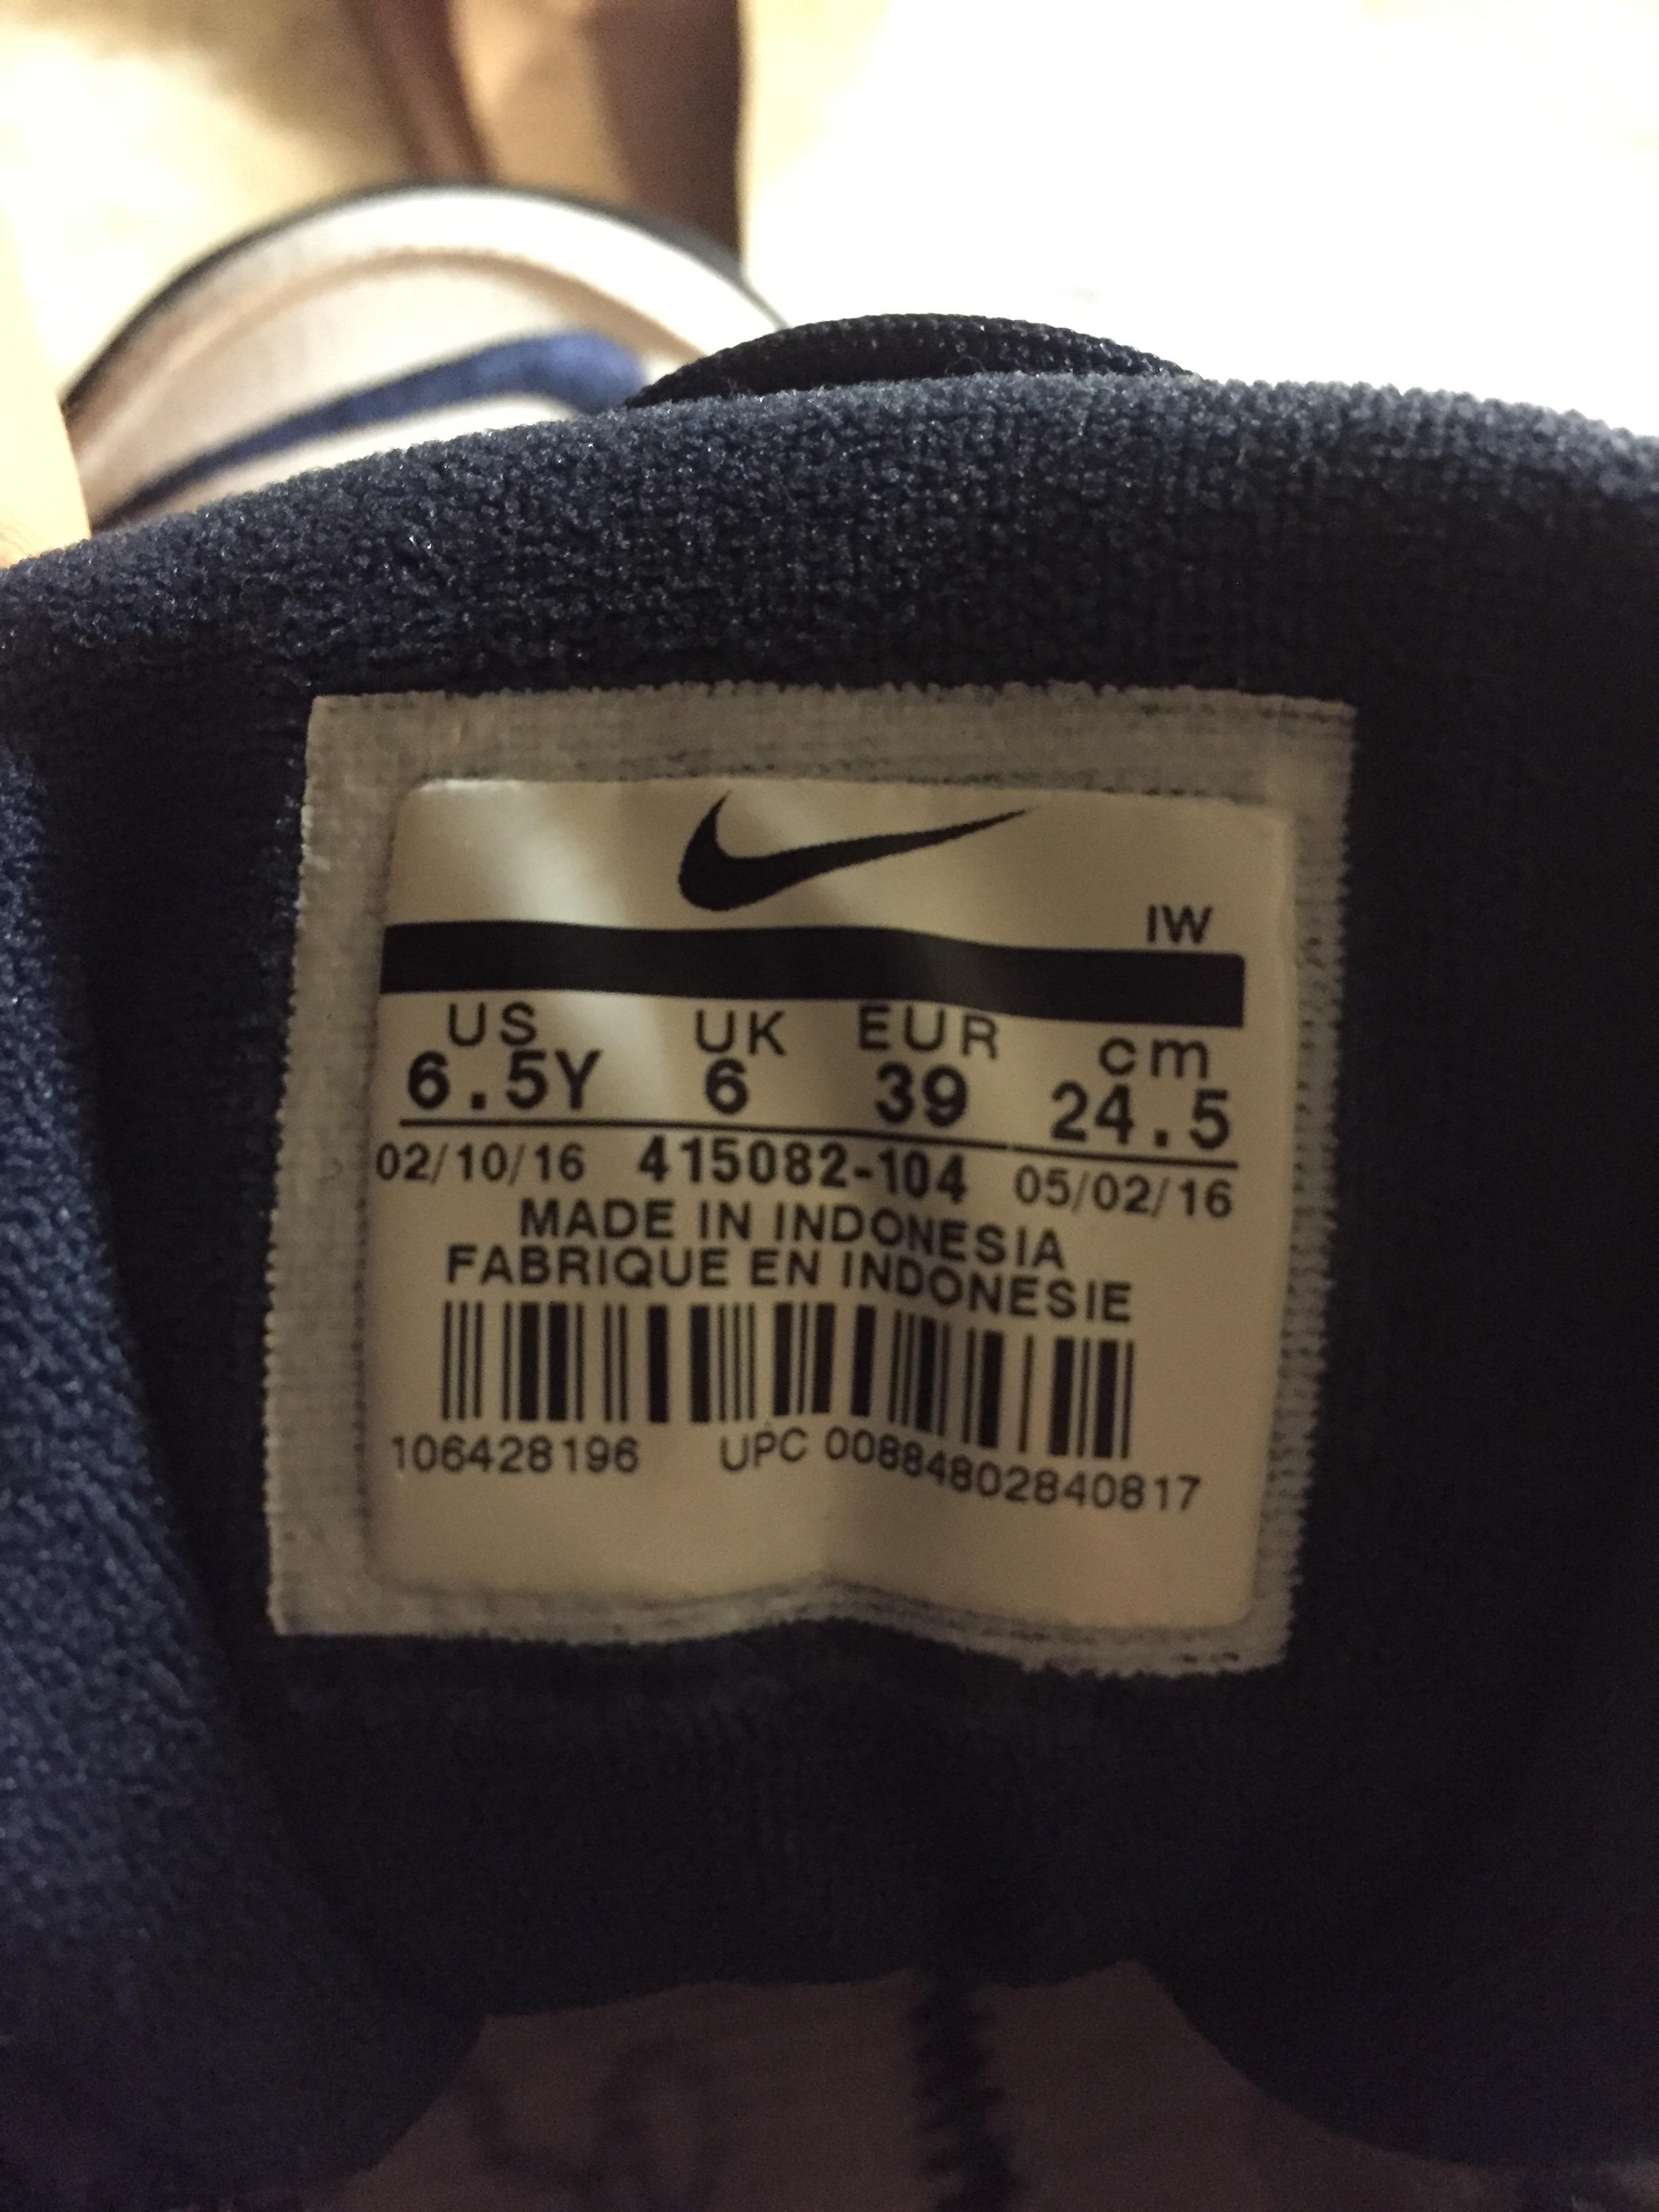 IW
US UK EUR cm
6.5Y 6 39 24.5
02/10/16 415082-104 05/02/16
MADE IN INDONESIA
FABRIQUE EN INDONESIE
106428196 UPC 00884802840817